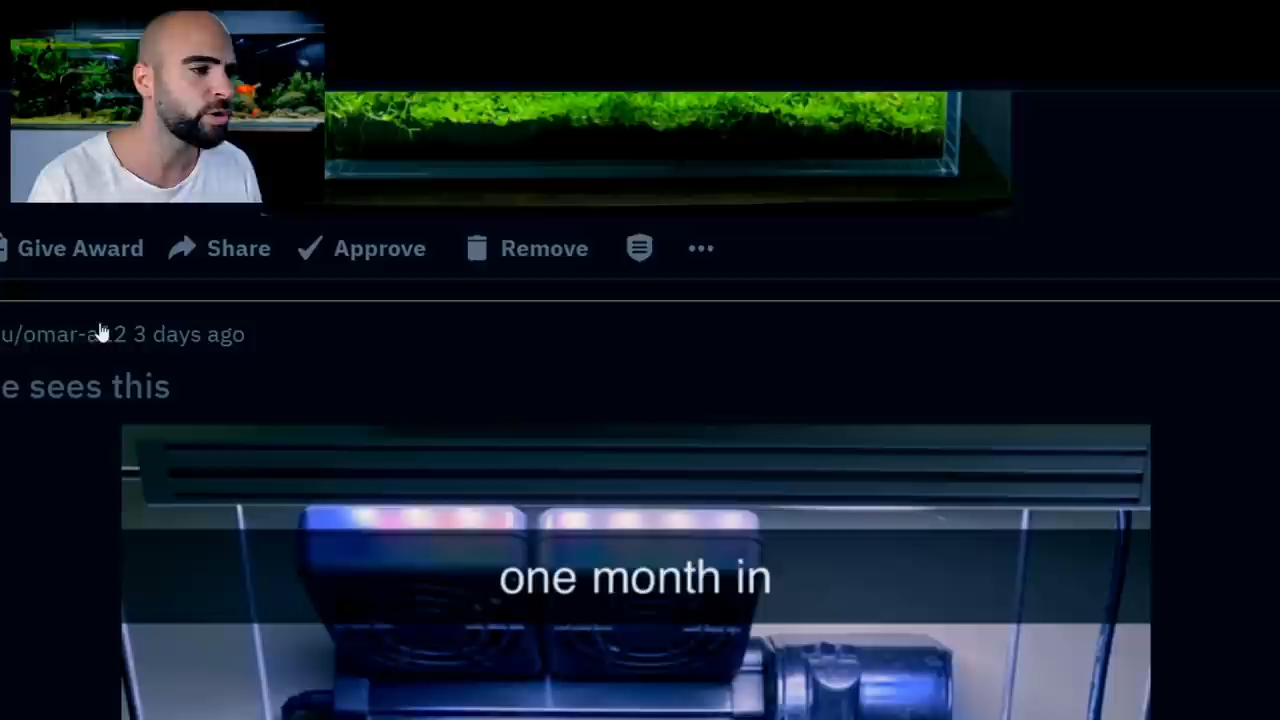 Give Award Share Approve Remove
3 days ago
e sees this
one month in